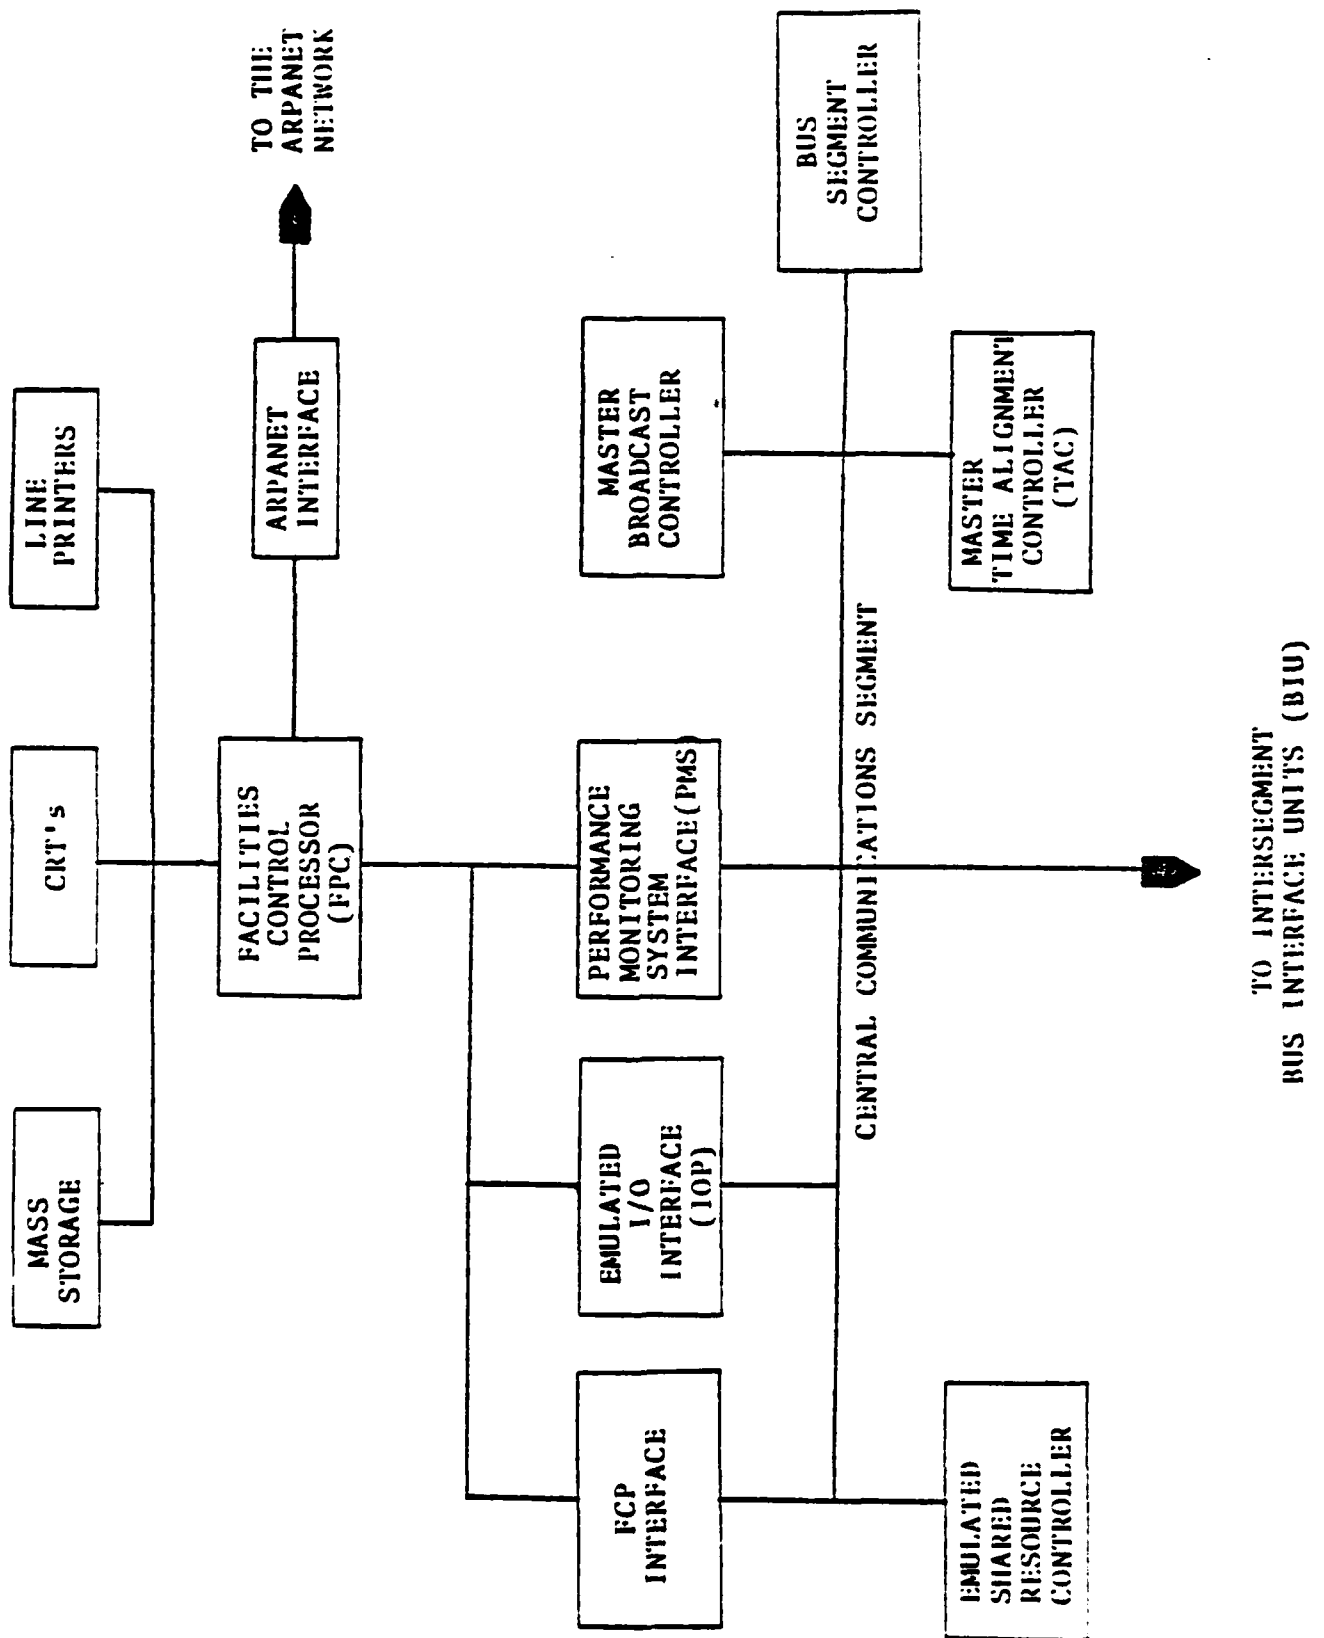 MASS
STORAGE
CRT's
LINE
PRINTERS
FACILITIES
CONTROL
PROCESSOR
(FPC)
ARPANET
INTERFACE
TO THE
ARPANET
NETWORK
FCP
INTERFACE
EMULATED
I/O
INTERFACE
(IOP)
PERFORMANCE
MONITORING
SYSTEM
INTERFACE(PMS)
MASTER
BROADCAST
CONTROLLER
BUS
SEGMENT
CONTROLLER
CENTRAL COMMUNICATIONS SEGMENT
EMULATED
SHARED
RESOURCE
CONTROLLER
MASTER
TIME ALIGNMENT
CONTROLLER
(TAC)
TO INTERSEGMENT
BUS INTERFACE UNITS (BIU)